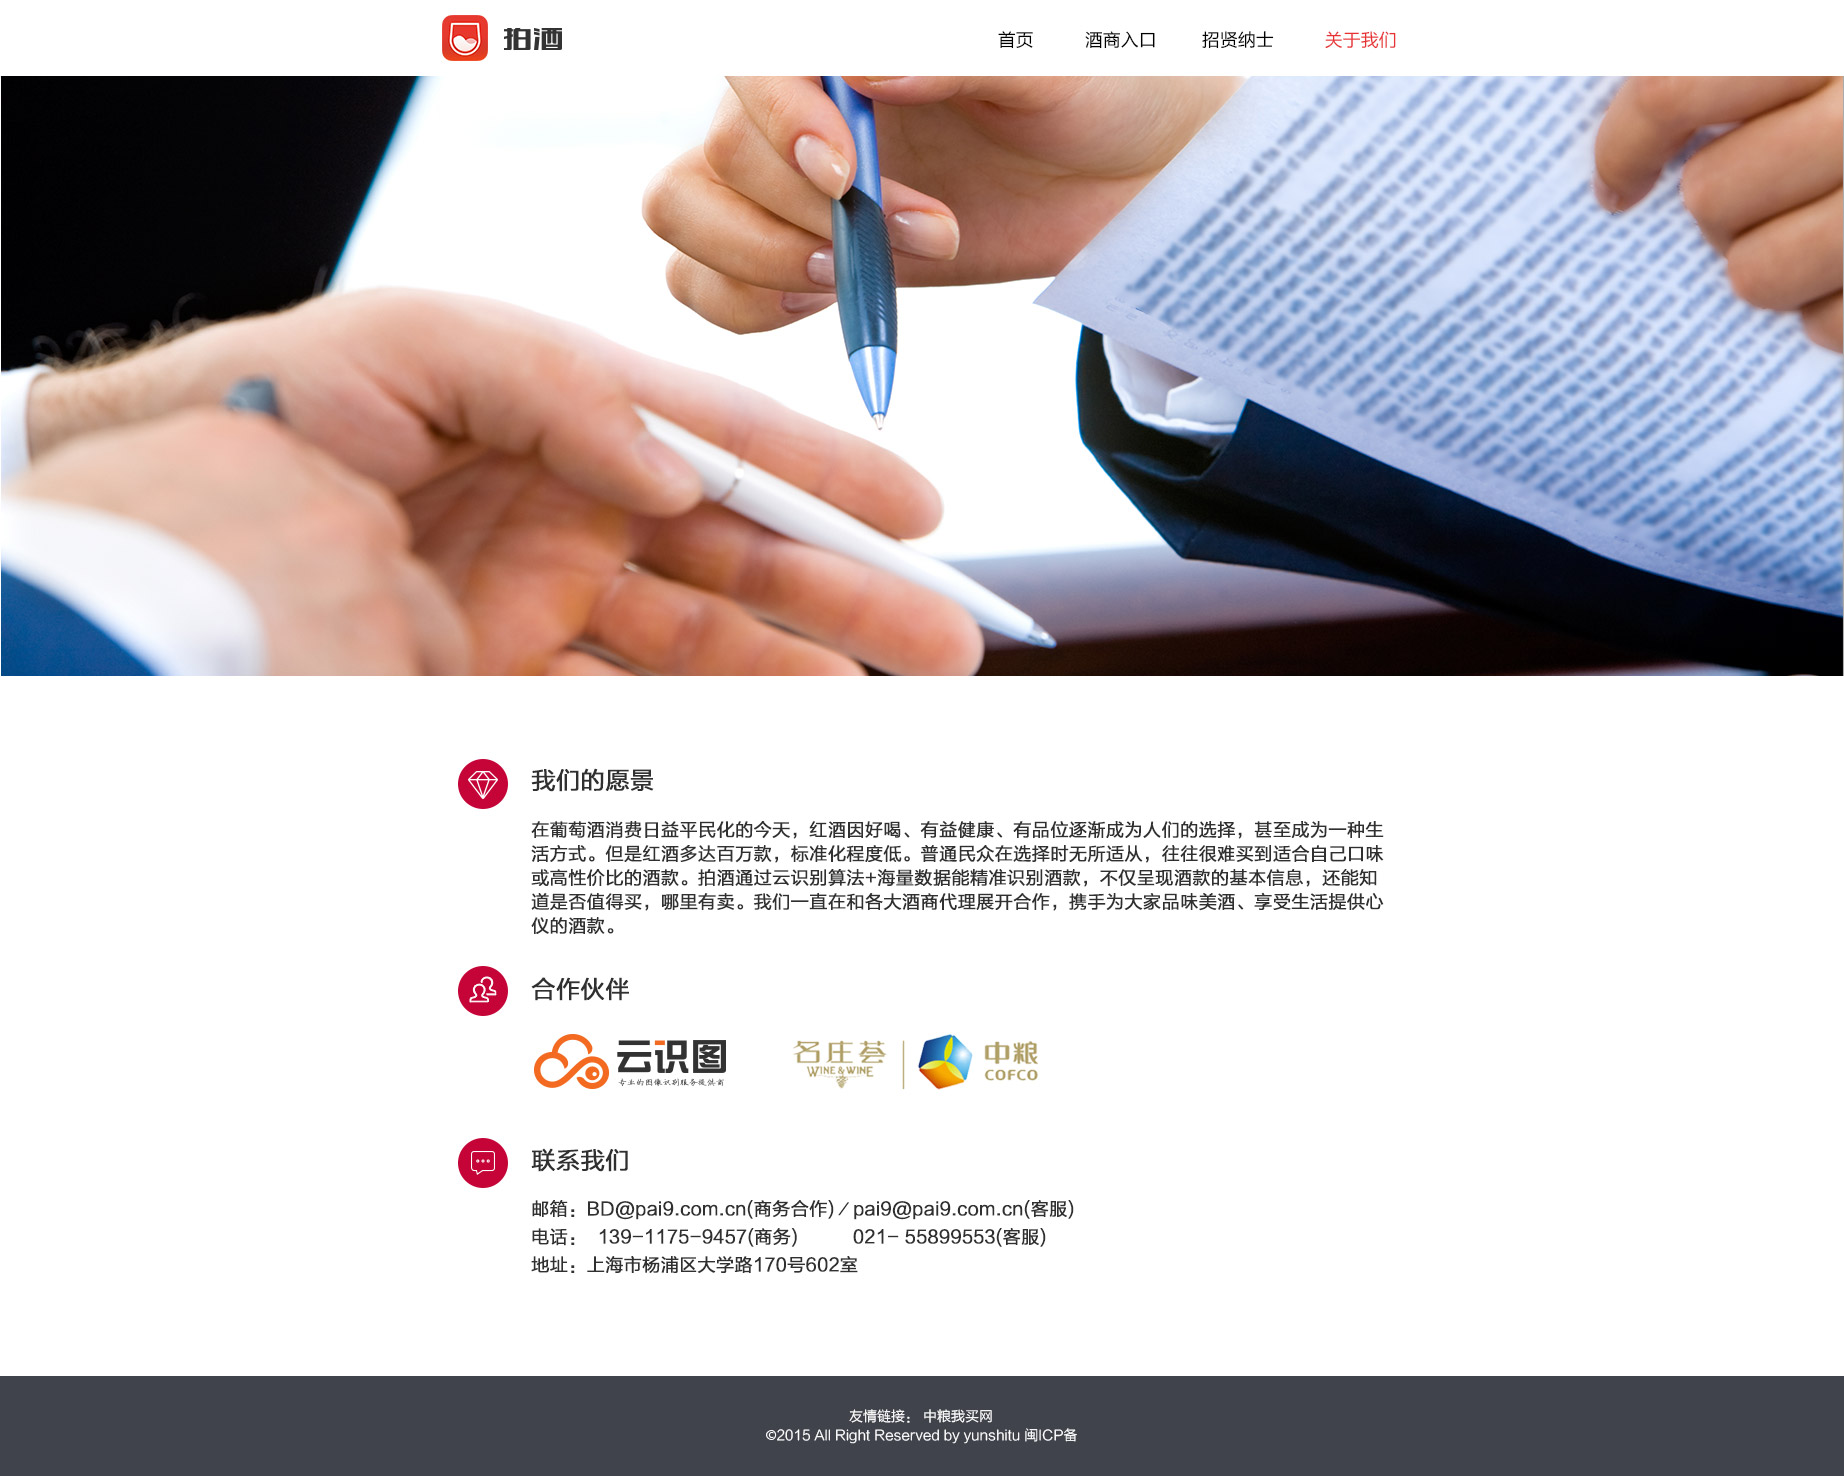 拍酒
首页 酒商入口 招贤纳士 关于我们
我们的愿景
在葡萄酒消费日益平民化的今天，红酒因好喝、有益健康、有品位逐渐成为人们的选择，甚至成为一种生
活方式。但是红酒多达百万款，标准化程度低。普通民众在选择时无所适从，往往很难买到适合自己口味
或高性价比的酒款。拍酒通过云识别算法+海量数据能精准识别酒款，不仅呈现酒款的基本信息，还能知
道是否值得买，哪里有卖。我们一直在和各大酒商代理展开合作，携手为大家品味美酒、享受生活提供心
仪的酒款。
合作伙伴
云识图
专业的图像识别服务提供商
名庄荟
WINE & WINE
中粮
COFCO
联系我们
邮箱：BD@pai9.com.cn(商务合作) / pai9@pai9.com.cn(客服)
电话： 139-1175-9457(商务) 021- 55899553(客服)
地址：上海市杨浦区大学路170号602室
友情链接： 中粮我买网
©2015 All Right Reserved by yunshitu 闽ICP备